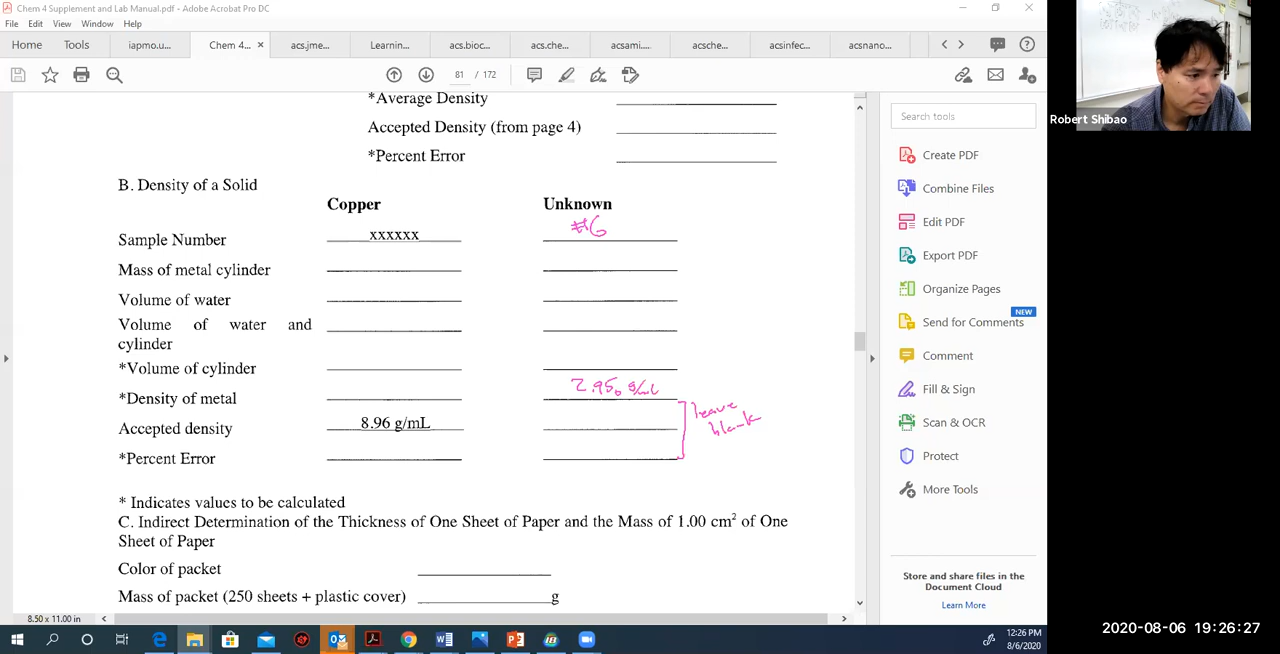 Chem 4 Supplement and Lab Manual.pdf - Adobe Acrobat Pro DC
File Edit View Window Help
Home Tools iapmo.u... Chem 4... × acs.jme... Learnin... acs.bioc... acs.che... acsami.... acsche... acsinfec... acsnano...
81 / 172
*Average Density
Accepted Density (from page 4)
*Percent Error
B. Density of a Solid
Copper Unknown
Sample Number xxxxxx #6
Mass of metal cylinder
Volume of water
Volume of water and
cylinder
*Volume of cylinder
*Density of metal 2.950 g/mL
Accepted density 8.96 g/mL
*Percent Error
leave
blank
* Indicates values to be calculated
C. Indirect Determination of the Thickness of One Sheet of Paper and the Mass of 1.00 cm² of One
Sheet of Paper
Color of packet
Mass of packet (250 sheets + plastic cover) g
8.50 x 11.00 in
Search tools
Create PDF
Combine Files
Edit PDF
Export PDF
Organize Pages
NEW
Send for Comments
Comment
Fill & Sign
Scan & OCR
Protect
More Tools
Store and share files in the
Document Cloud
Learn More
12:26 PM
8/6/2020
Robert Shibao
2020-08-06 19:26:27